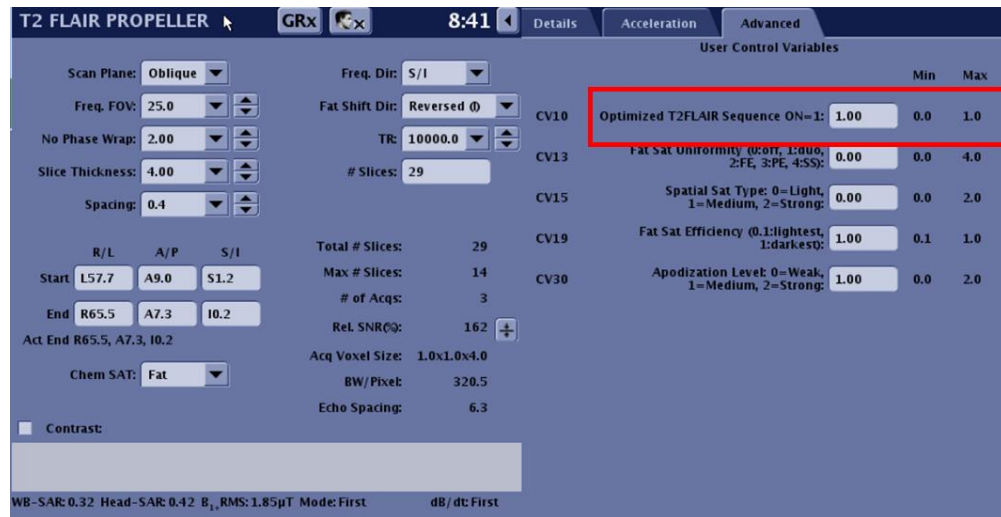 T2 FLAIR PROPELLER GRx x 8:41
Details Acceleration Advanced
User Control Variables
Scan Plane: Oblique
Freq. FOV: 25.0
No Phase Wrap: 2.00
Slice Thickness: 4.00
Spacing: 0.4
Freq. Dir: S/I
Fat Shift Dir: Reversed (I)
TR: 10000.0
# Slices: 29
R/L A/P S/I
Start L57.7 A9.0 S1.2
End R65.5 A7.3 I0.2
Act End R65.5, A7.3, I0.2
Chem SAT: Fat
Total # Slices: 29
Max # Slices: 14
# of Acqs: 3
Rel. SNR(%): 162
Acq Voxel Size: 1.0x1.0x4.0
BW/Pixel: 320.5
Echo Spacing: 6.3
Contrast:
WB-SAR: 0.32 Head-SAR: 0.42 B1+RMS: 1.85µT Mode: First dB/dt: First
Min Max
CV10 Optimized T2FLAIR Sequence ON=1: 1.00 0.0 1.0
CV13 Fat Sat Uniformity (0:off, 1:duo,
2:FE, 3:PE, 4:SS): 0.00 0.0 4.0
CV15 Spatial Sat Type: 0=Light,
1=Medium, 2=Strong: 0.00 0.0 2.0
CV19 Fat Sat Efficiency (0.1:lightest,
1:darkest): 1.00 0.1 1.0
CV30 Apodization Level: 0=Weak,
1=Medium, 2=Strong: 1.00 0.0 2.0